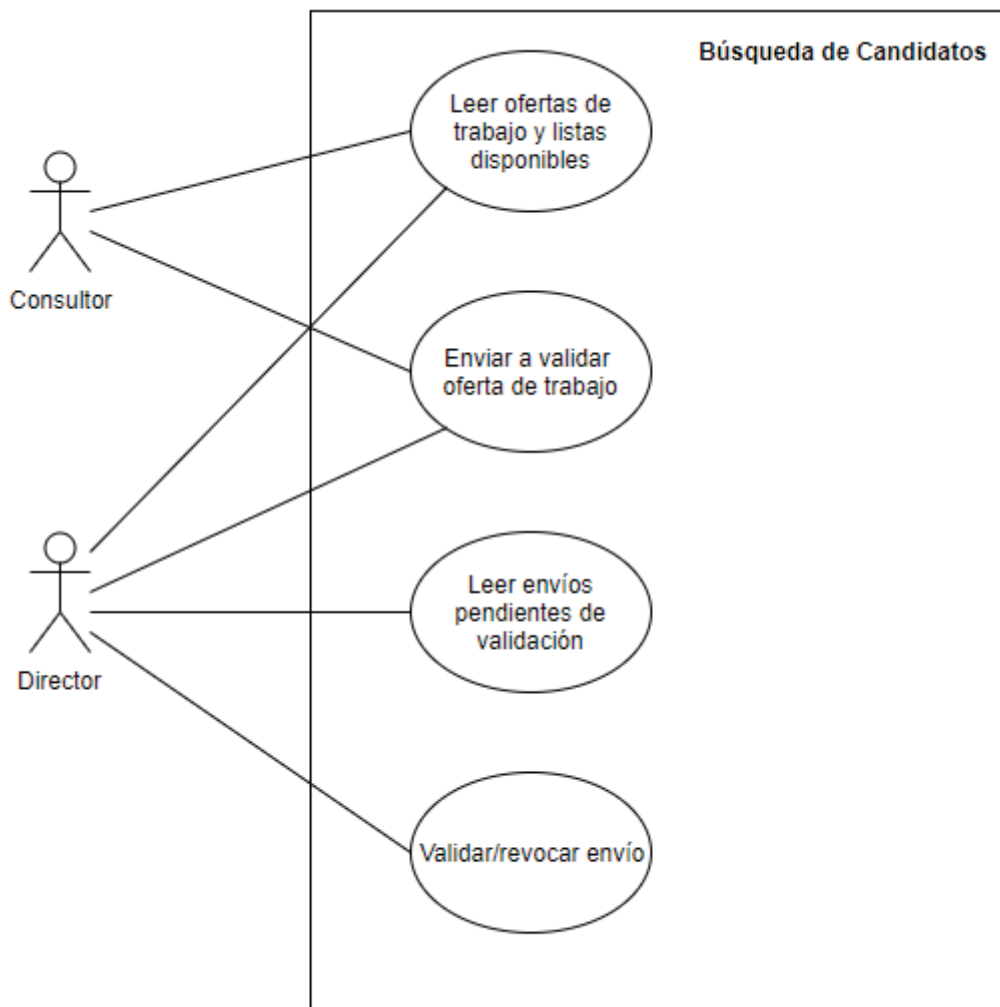 Búsqueda de Candidatos
Leer ofertas de
trabajo y listas
disponibles
Consultor
Enviar a validar
oferta de trabajo
Leer envíos
pendientes de
validación
Director
Validar/revocar envío